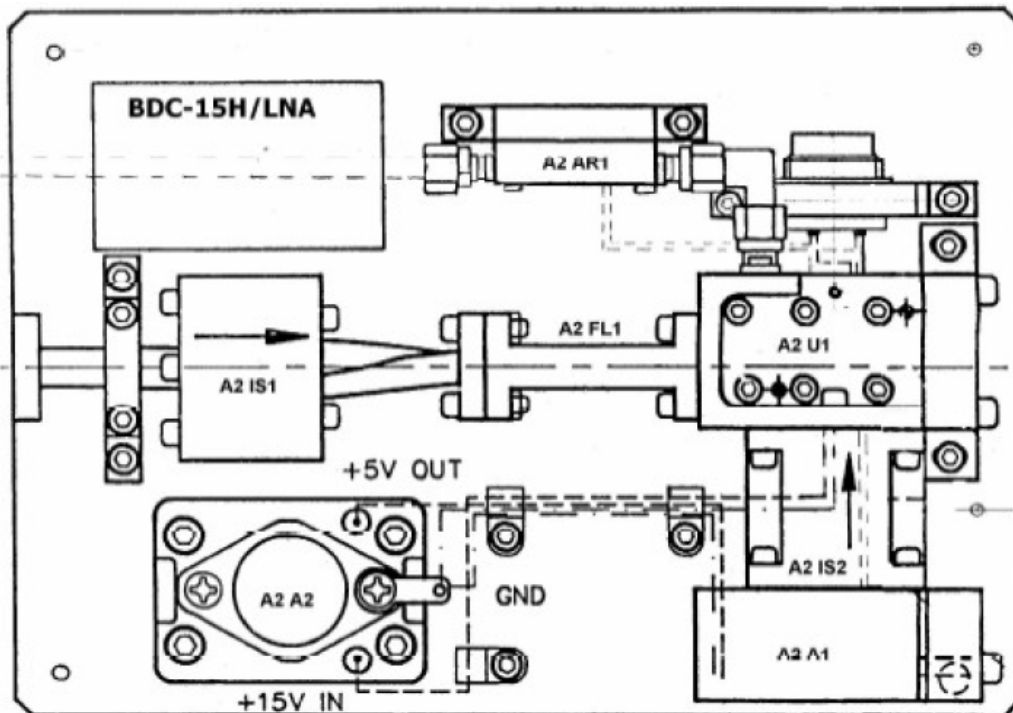 BDC-15H/LNA
A2 AR1
A2 FL1
A2 U1
A2 IS1
+5V OUT
A2 IS2
A2 A2
GND
A2 A1
+15V IN